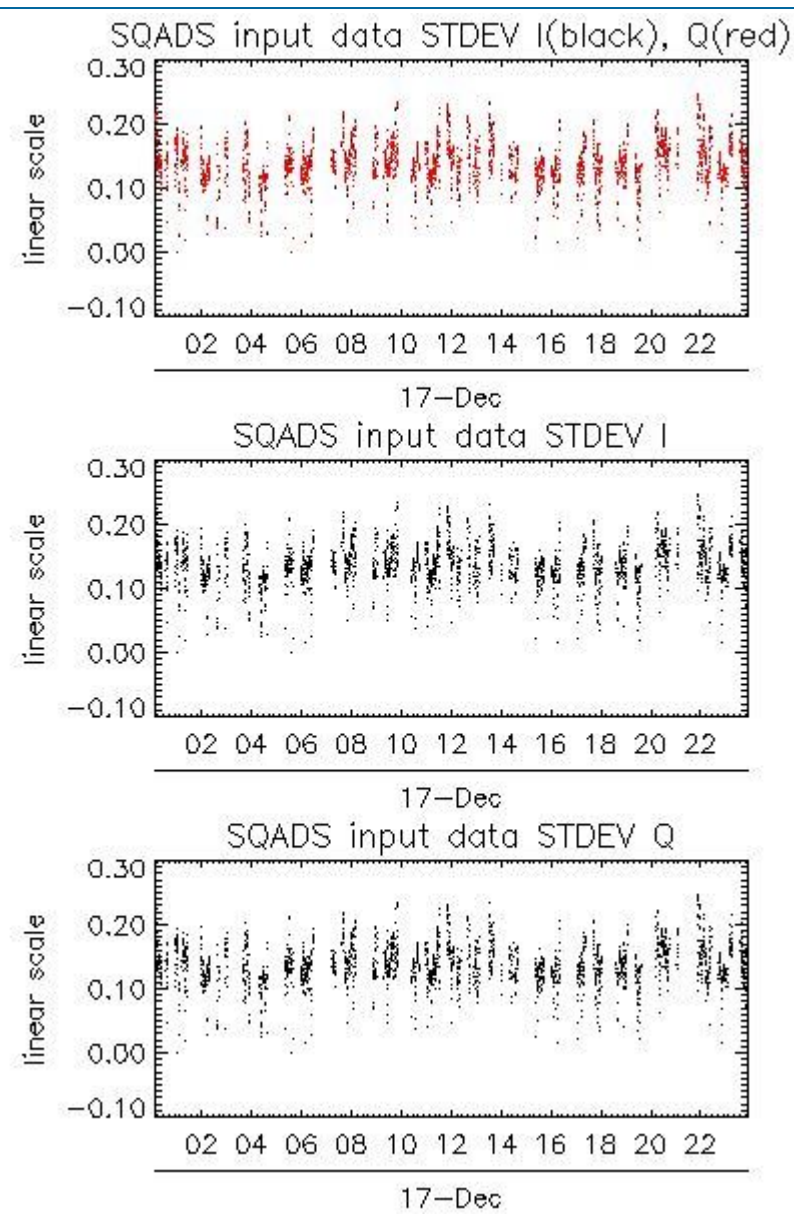 SQADS input data STDEV I(black), Q(red)
0.30
0.20
0.10
0.00
−0.10
linear scale
02 04 06 08 10 12 14 16 18 20 22
17−Dec
SQADS input data STDEV I
0.30
0.20
0.10
0.00
−0.10
linear scale
02 04 06 08 10 12 14 16 18 20 22
17−Dec
SQADS input data STDEV Q
0.30
0.20
0.10
0.00
−0.10
linear scale
02 04 06 08 10 12 14 16 18 20 22
17−Dec